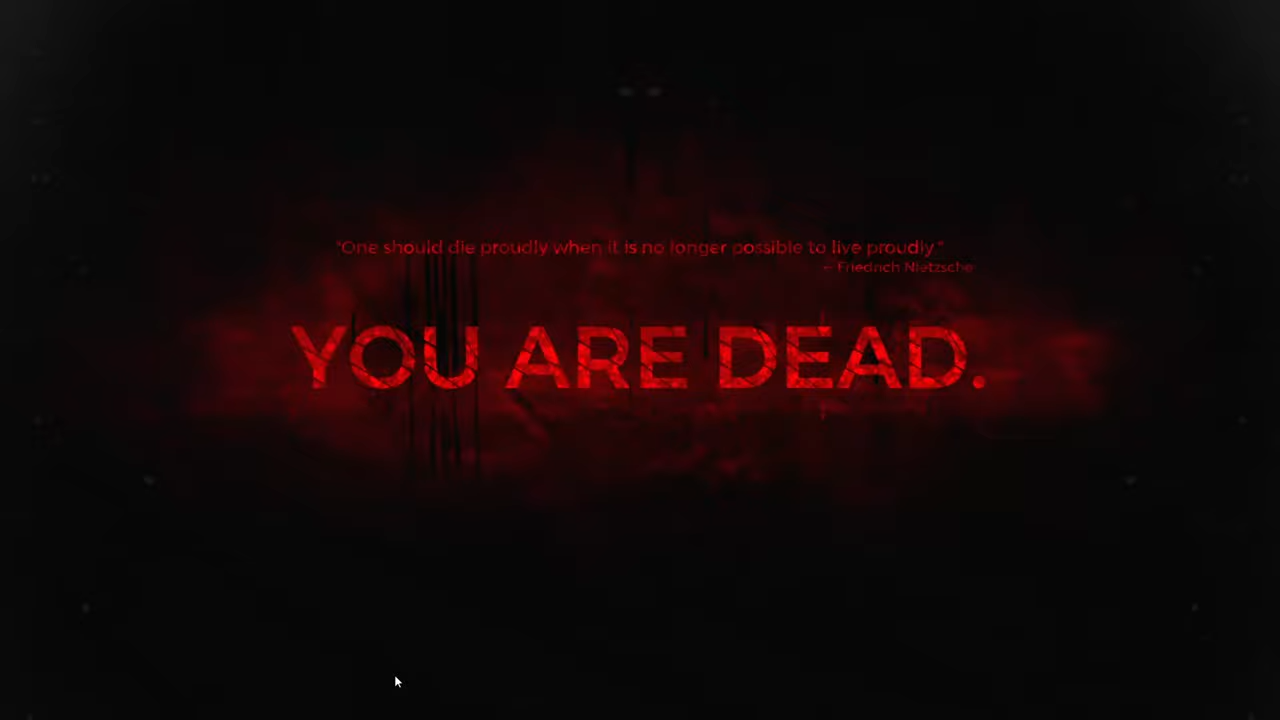 "One should die proudly when it is no longer possible to live proudly."
– Friedrich Nietzsche
YOU ARE DEAD.